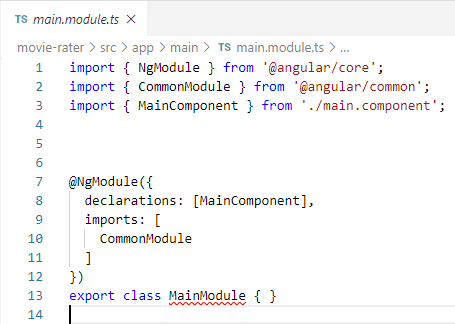 TS main.module.ts ×
movie-rater > src > app > main > TS main.module.ts > ...
1 import { NgModule } from '@angular/core';
2 import { CommonModule } from '@angular/common';
3 import { MainComponent } from './main.component';
4
5
6
7 @NgModule({
8   declarations: [MainComponent],
9   imports: [
10     CommonModule
11   ]
12 })
13 export class MainModule { }
14